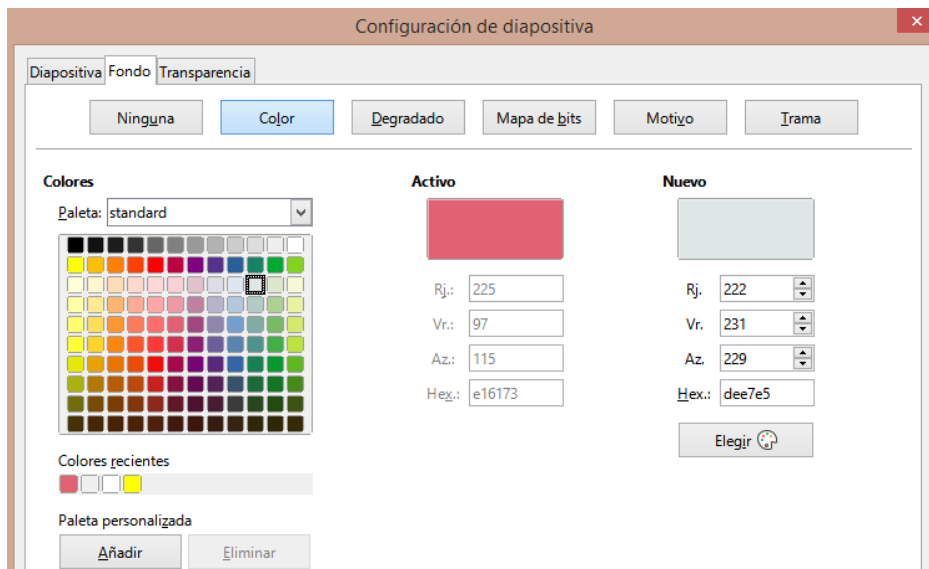 Configuración de diapositiva
Diapositiva Fondo Transparencia
Ninguna Color Degradado Mapa de bits Motivo Trama
Colores Activo Nuevo
Paleta: standard
Rj.: 225 Rj. 222
Vr.: 97 Vr. 231
Az.: 115 Az. 229
Hex.: e16173 Hex.: dee7e5
Elegir
Colores recientes
Paleta personalizada
Añadir Eliminar